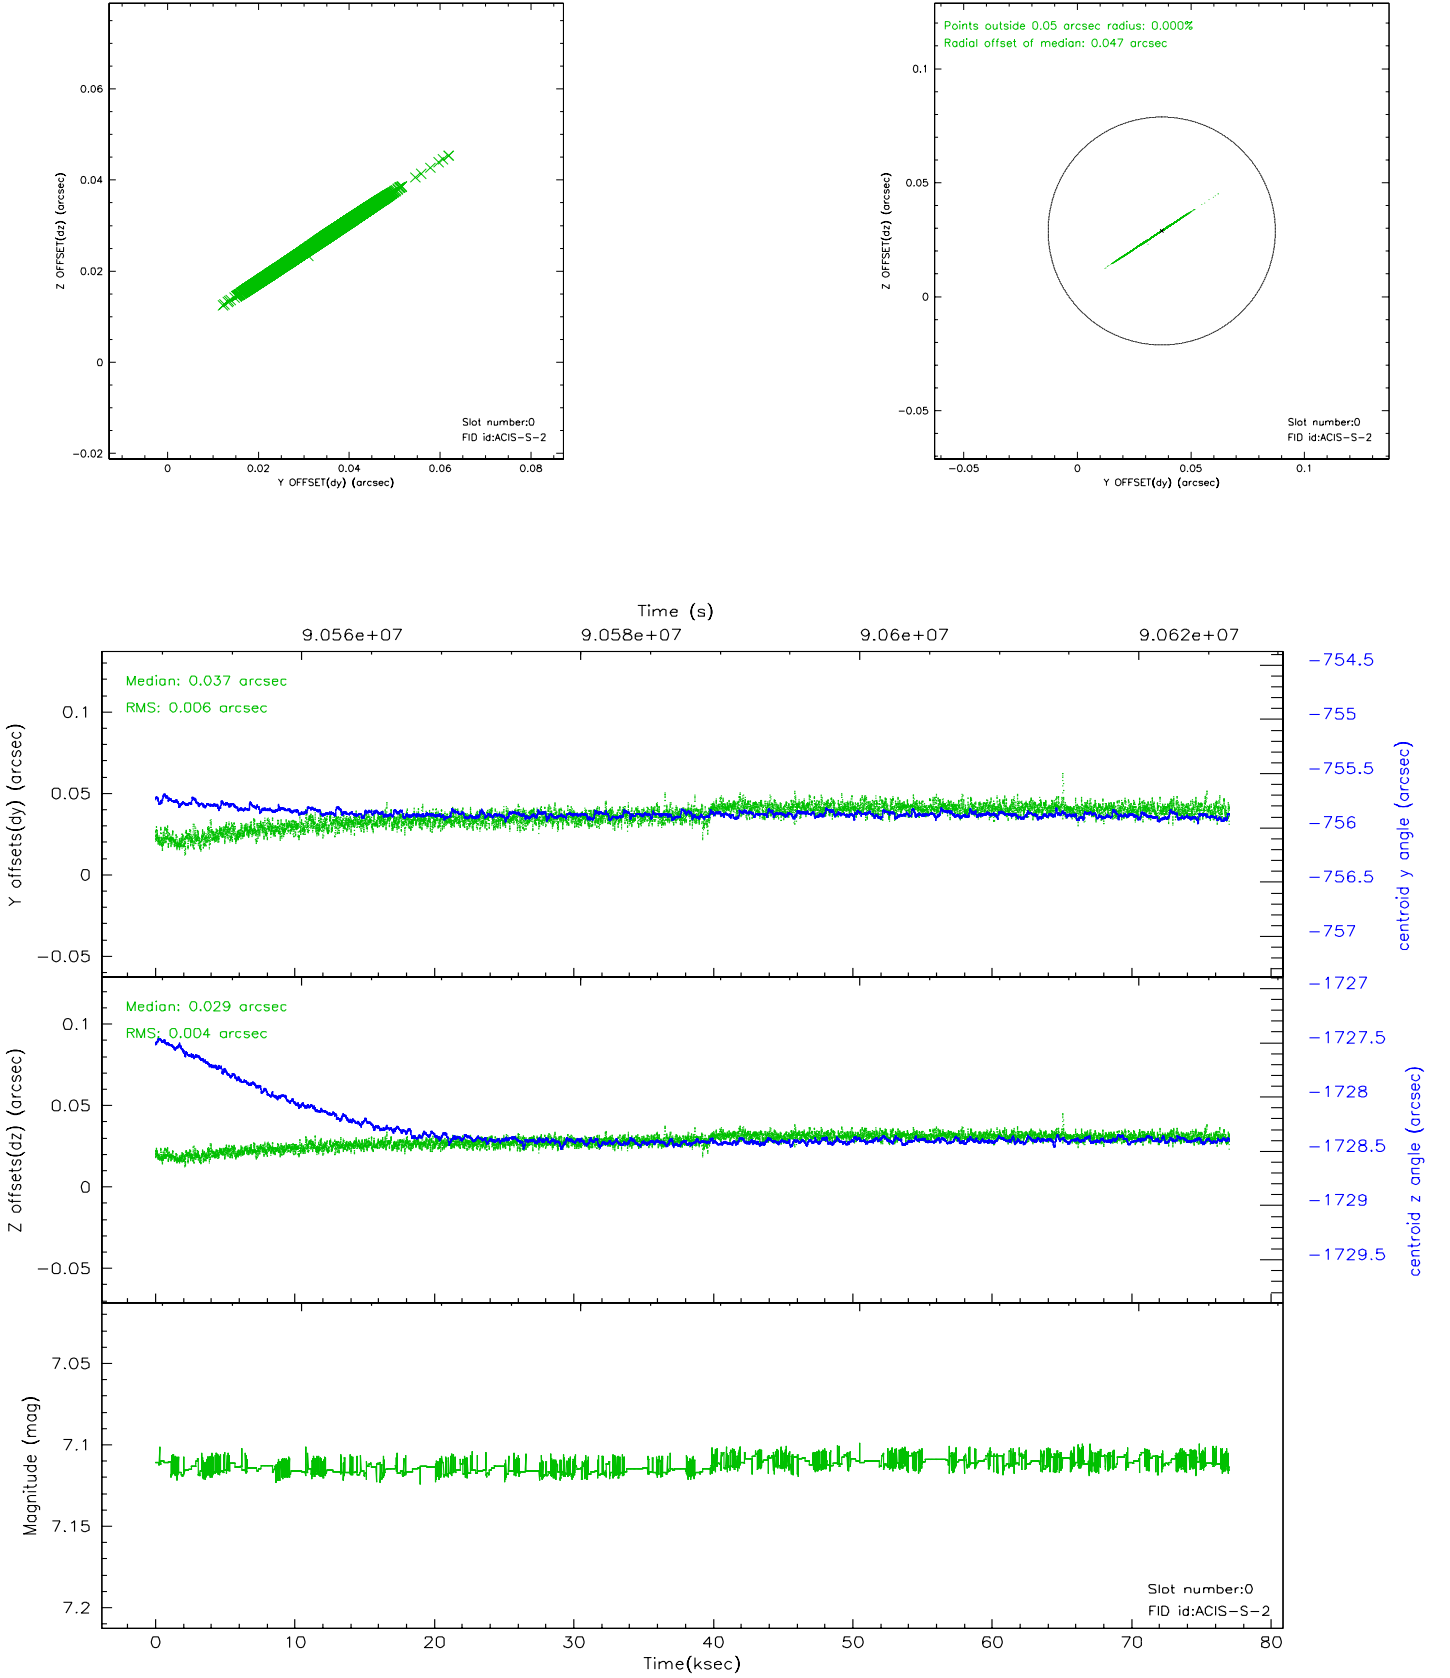 0.06
0.04
0.02
0
-0.02
Z OFFSET(dz) (arcsec)
0
0.02
0.04
0.06
0.08
Y OFFSET(dy) (arcsec)
Slot number:0
FID id:ACIS-S-2
Points outside 0.05 arcsec radius: 0.000%
Radial offset of median: 0.047 arcsec
0.1
0.05
0
-0.05
Z OFFSET(dz) (arcsec)
-0.05
0
0.05
0.1
Y OFFSET(dy) (arcsec)
Slot number:0
FID id:ACIS-S-2
Time (s)
9.056e+07
9.058e+07
9.06e+07
9.062e+07
Median: 0.037 arcsec
RMS: 0.006 arcsec
0.1
0.05
0
-0.05
Y offsets(dy) (arcsec)
-754.5
-755
-755.5
-756
-756.5
-757
centroid y angle (arcsec)
Median: 0.029 arcsec
RMS: 0.004 arcsec
0.1
0.05
0
-0.05
Z offsets(dz) (arcsec)
-1727
-1727.5
-1728
-1728.5
-1729
-1729.5
centroid z angle (arcsec)
7.05
7.1
7.15
7.2
Magnitude (mag)
Slot number:0
FID id:ACIS-S-2
0
10
20
30
40
50
60
70
80
Time(ksec)